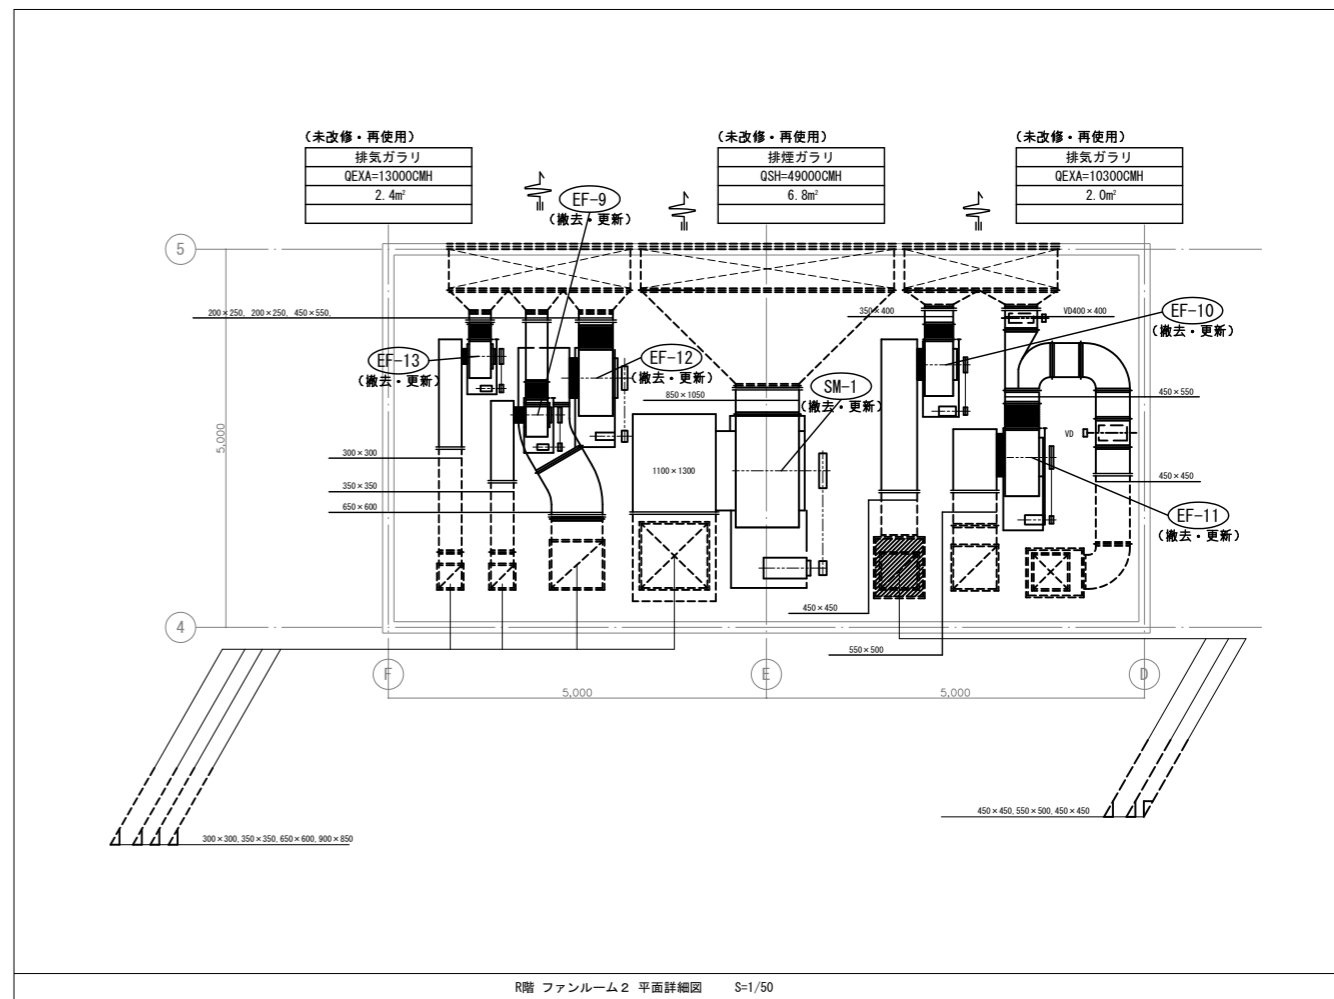 (未改修・再使用)
排気ガラリ
QEXA=13000CMH
2.4m²
(未改修・再使用)
排煙ガラリ
QSH=49000CMH
6.8m²
(未改修・再使用)
排気ガラリ
QEXA=10300CMH
2.0m²
EF-9
(撤去・更新)
5
200×250, 200×250, 450×550,
350×400
VD400×400
EF-10
(撤去・更新)
EF-13
(撤去・更新)
EF-12
(撤去・更新)
SM-1
(撤去・更新)
850×1050
450×550
5,000
VD
300×300
1100×1300
350×350
450×450
650×600
EF-11
(撤去・更新)
450×450
4
550×500
F
E
D
5,000
5,000
450×450, 550×500, 450×450
300×300, 350×350, 650×600, 900×850
R階 ファンルーム2 平面詳細図 S=1/50